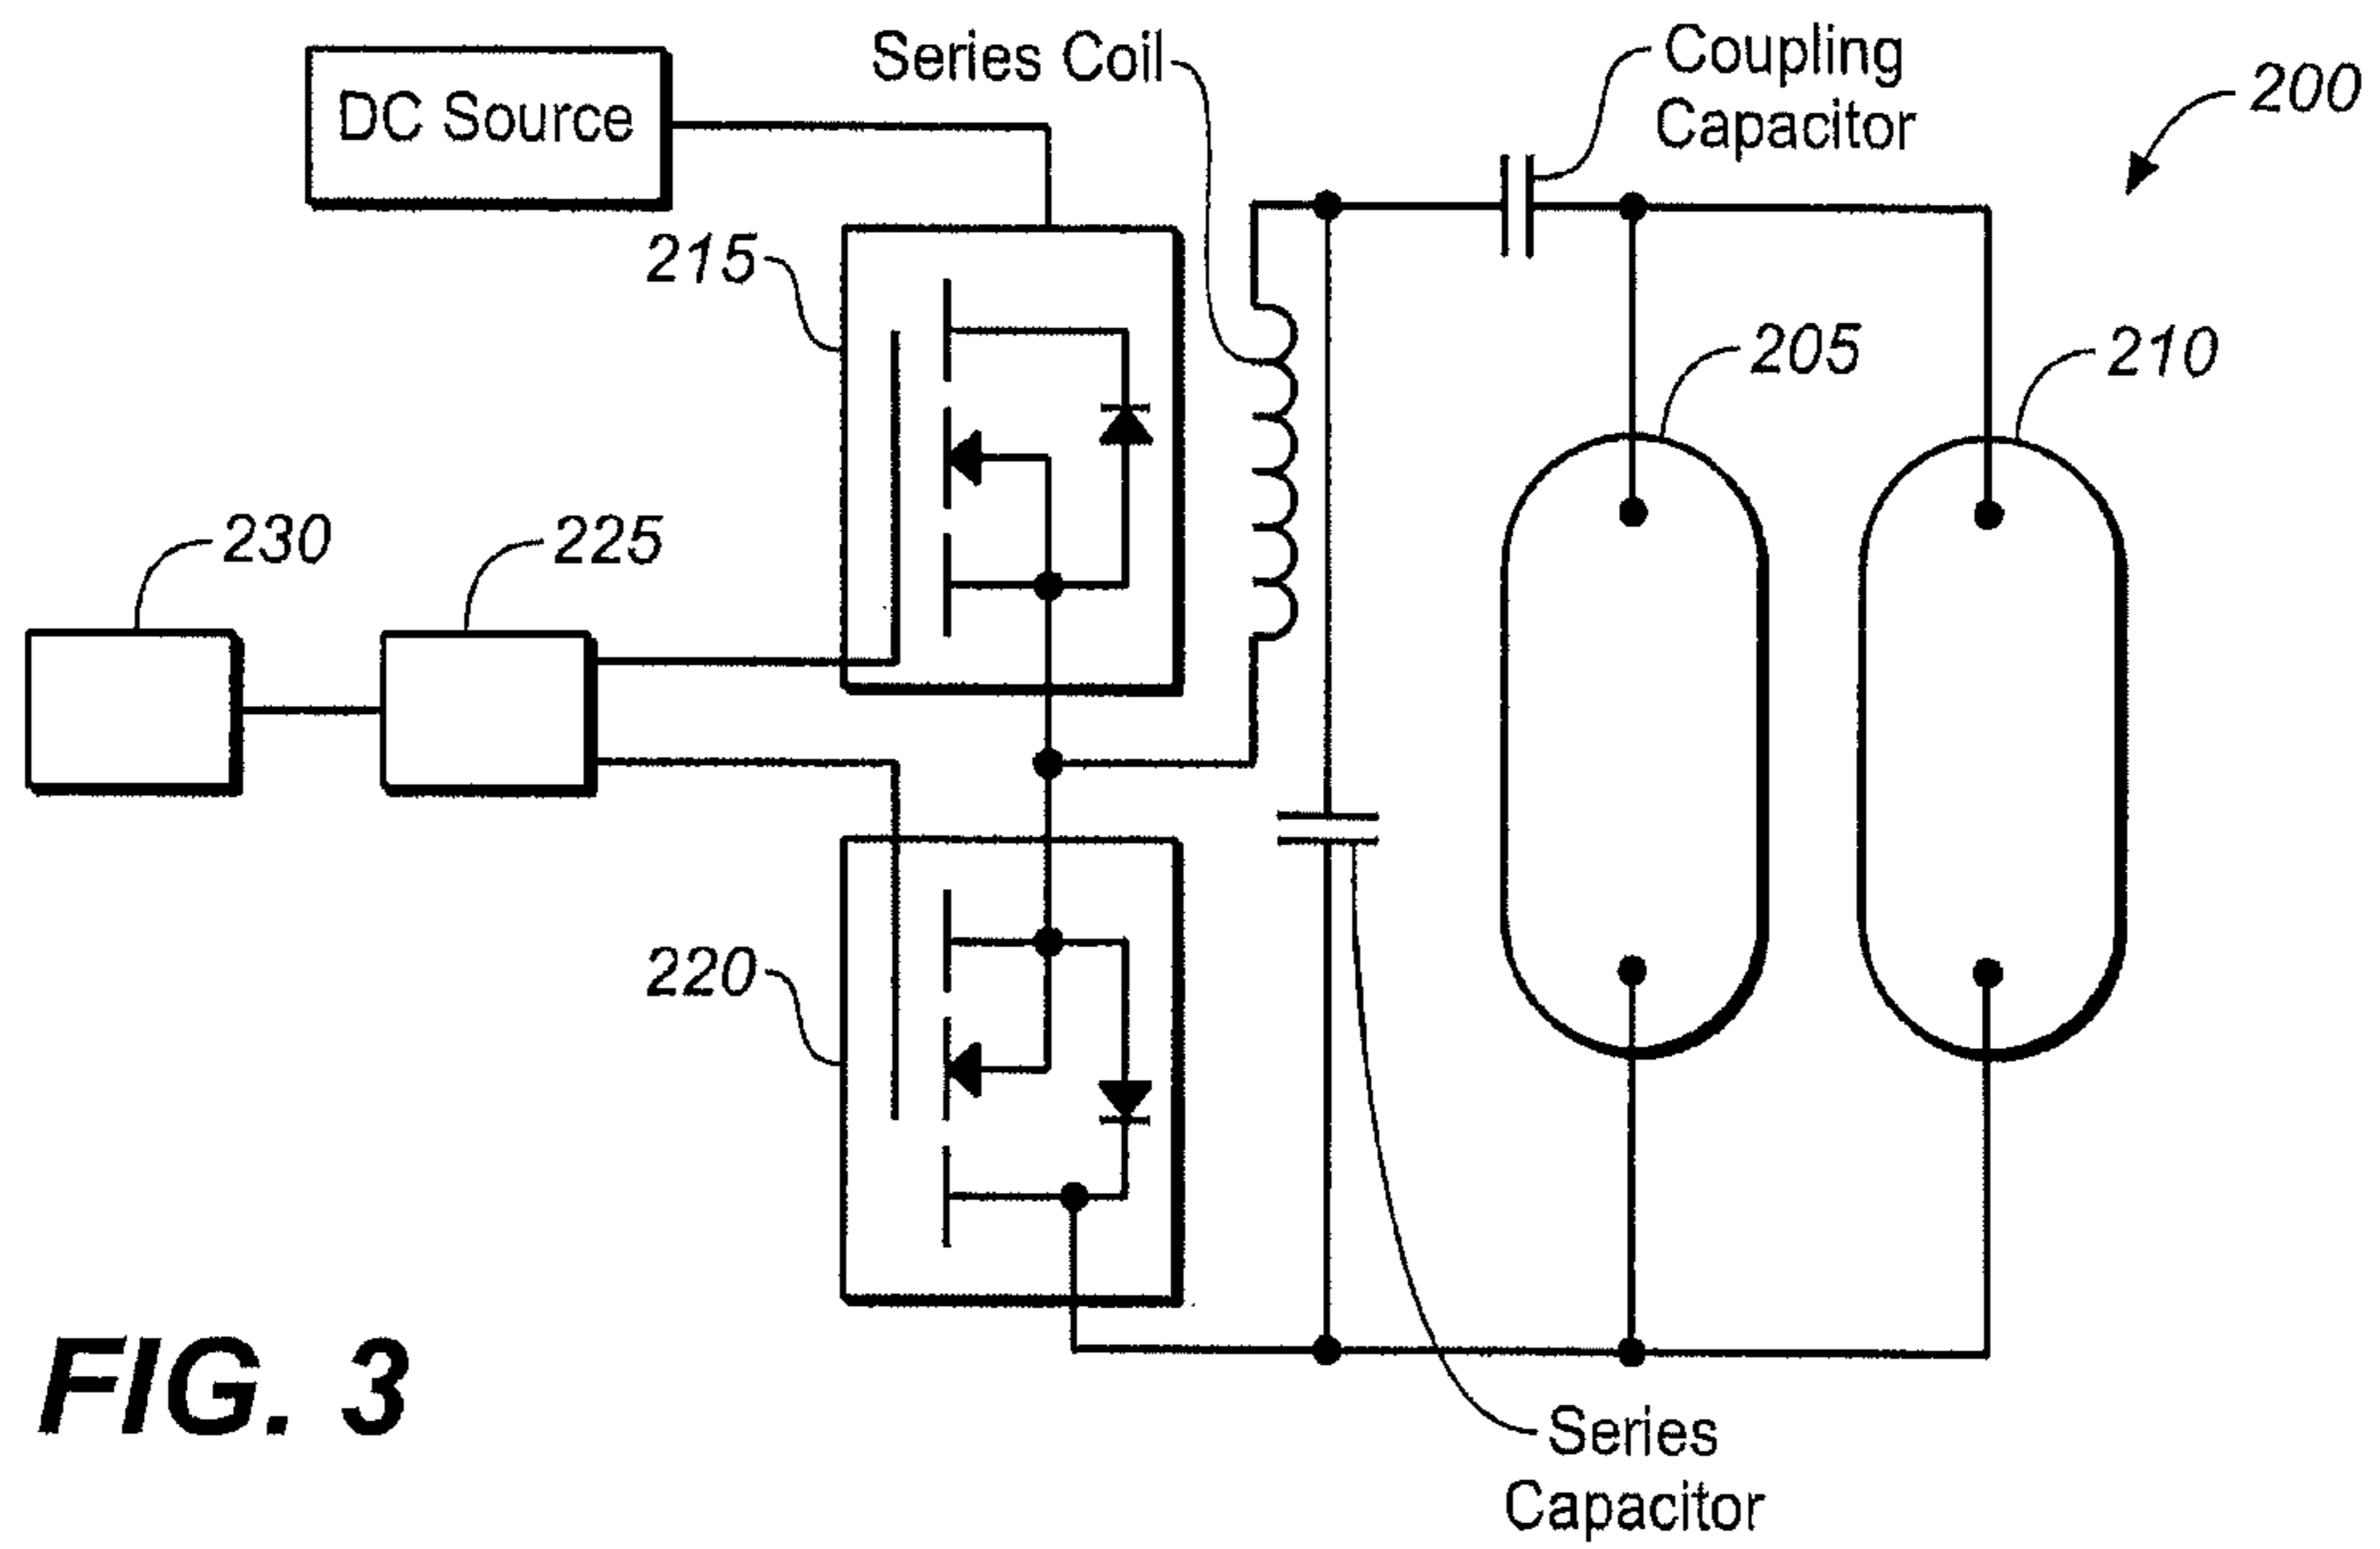 Series Coil
Coupling
Capacitor
200
DC Source
215
205
210
230
225
220
FIG. 3
Series
Capacitor